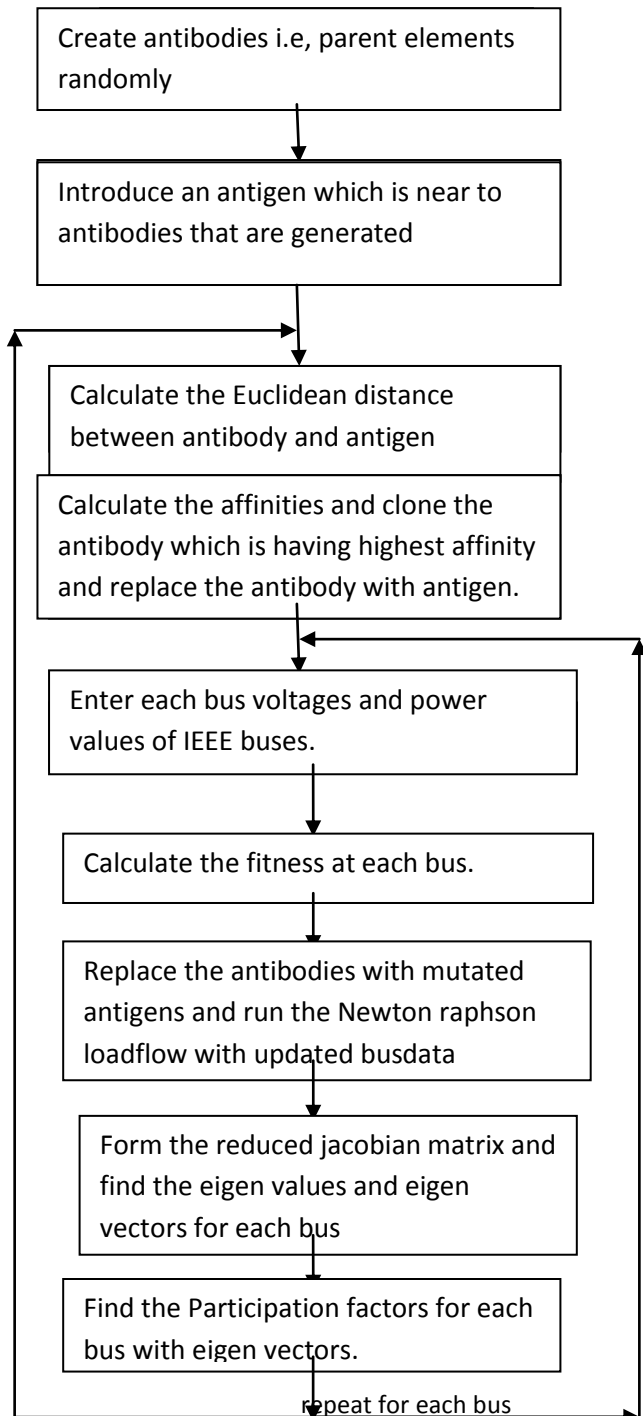 Create antibodies i.e, parent elements
randomly
Introduce an antigen which is near to
antibodies that are generated
Calculate the Euclidean distance
between antibody and antigen
Calculate the affinities and clone the
antibody which is having highest affinity
and replace the antibody with antigen.
Enter each bus voltages and power
values of IEEE buses.
Calculate the fitness at each bus.
Replace the antibodies with mutated
antigens and run the Newton raphson
loadflow with updated busdata
Form the reduced jacobian matrix and
find the eigen values and eigen
vectors for each bus
Find the Participation factors for each
bus with eigen vectors.
repeat for each bus